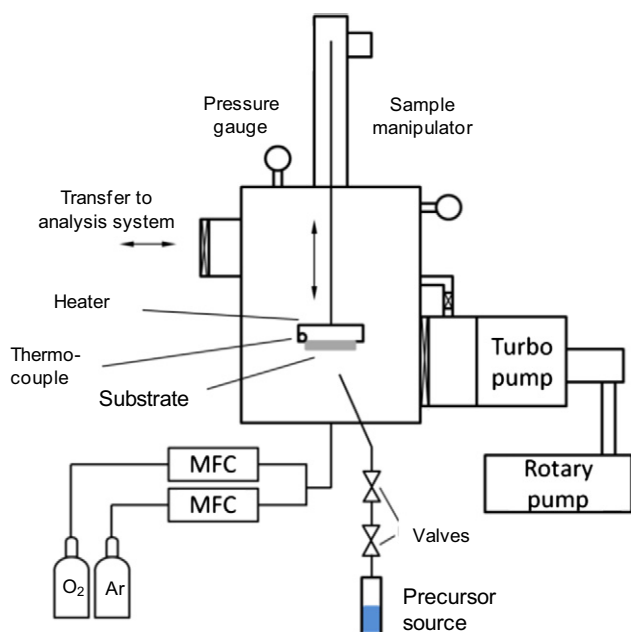 Pressure
gauge
Sample
manipulator
Transfer to
analysis system
Heater
Thermo-
couple
Substrate
Turbo
pump
MFC
MFC
Rotary
pump
Valves
O₂
Ar
Precursor
source